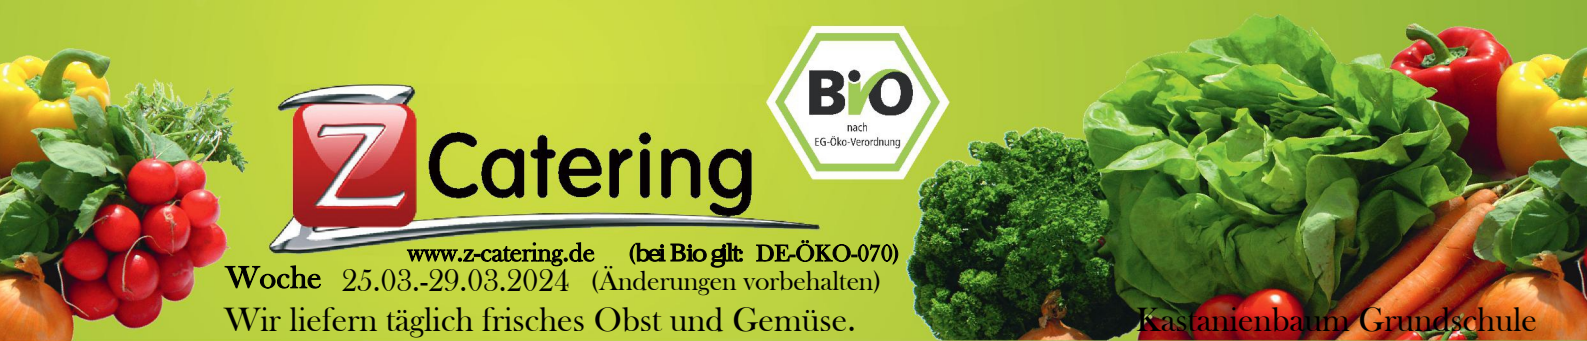 BiO
nach
EG-Öko-Verordnung
Z Catering
www.z-catering.de (bei Bio gilt: DE-ÖKO-070)
Woche 25.03.-29.03.2024 (Änderungen vorbehalten)
Wir liefern täglich frisches Obst und Gemüse.
Kastanienbaum Grundschule